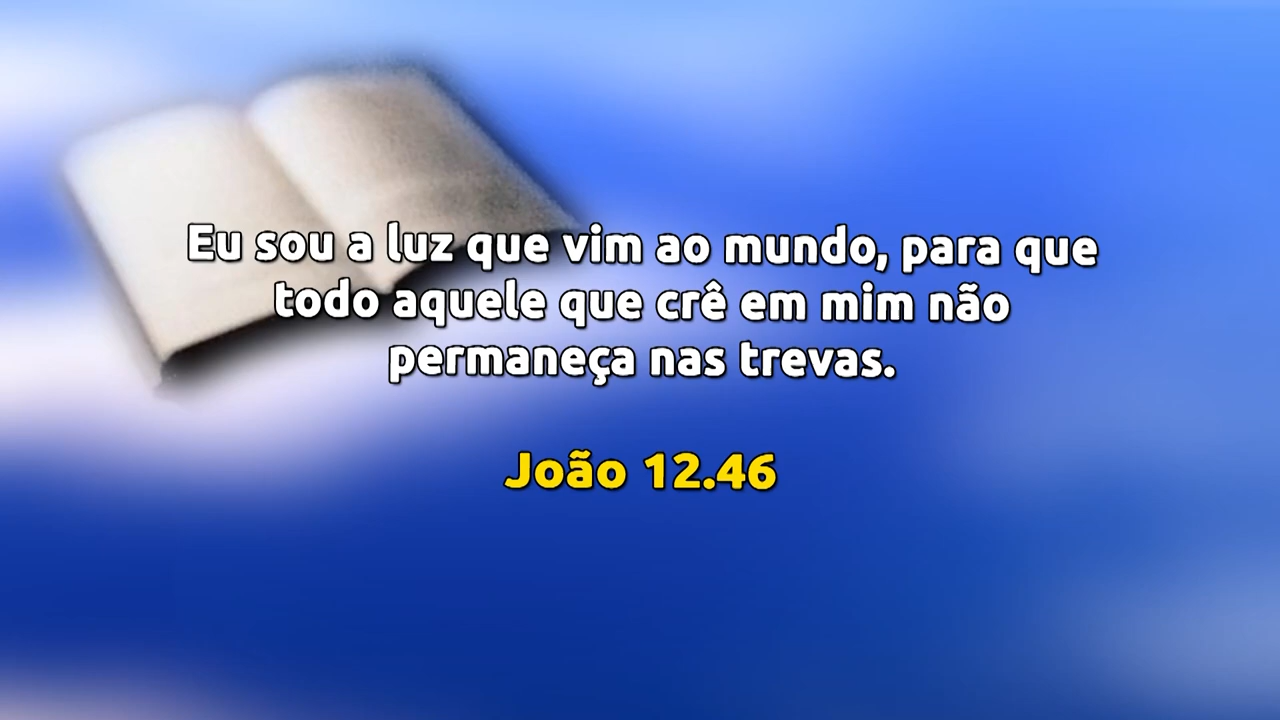 Eu sou a luz que vim ao mundo, para que
todo aquele que crê em mim não
permaneça nas trevas.
João 12.46